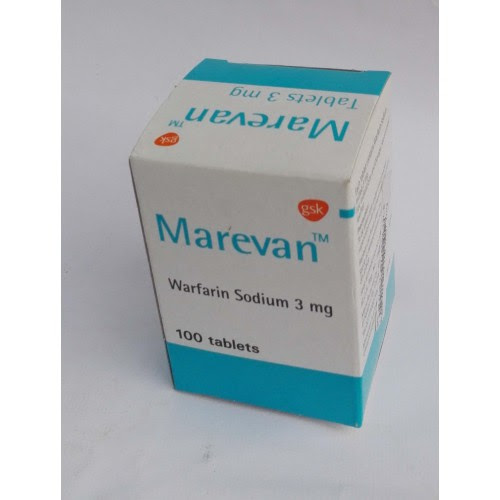 Tablets 3 mg
Marevan™
gsk
gsk
Marevan™
Warfarin Sodium 3 mg
100 tablets